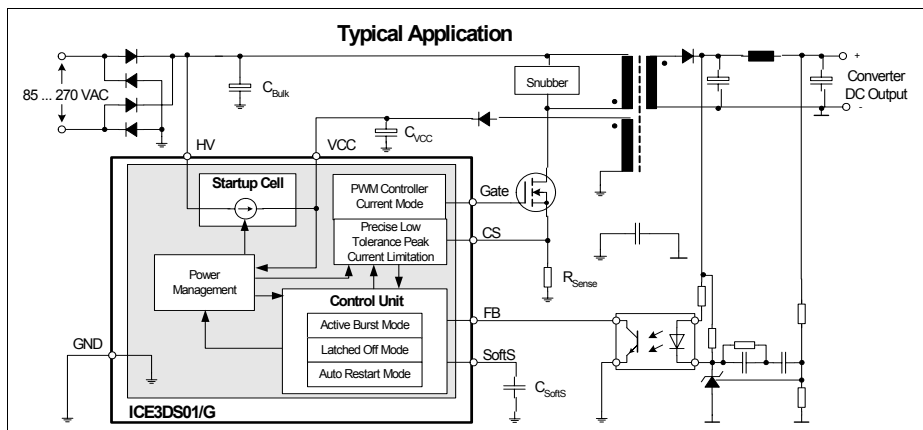 Typical Application
85 ... 270 VAC
C_Bulk
Snubber
+
Converter
DC Output
-
C_VCC
HV
VCC
Startup Cell
PWM Controller
Current Mode
Gate
Precise Low
Tolerance Peak
Current Limitation
CS
R_Sense
Power
Management
Control Unit
Active Burst Mode
Latched Off Mode
Auto Restart Mode
FB
SoftS
C_SoftS
GND
ICE3DS01/G